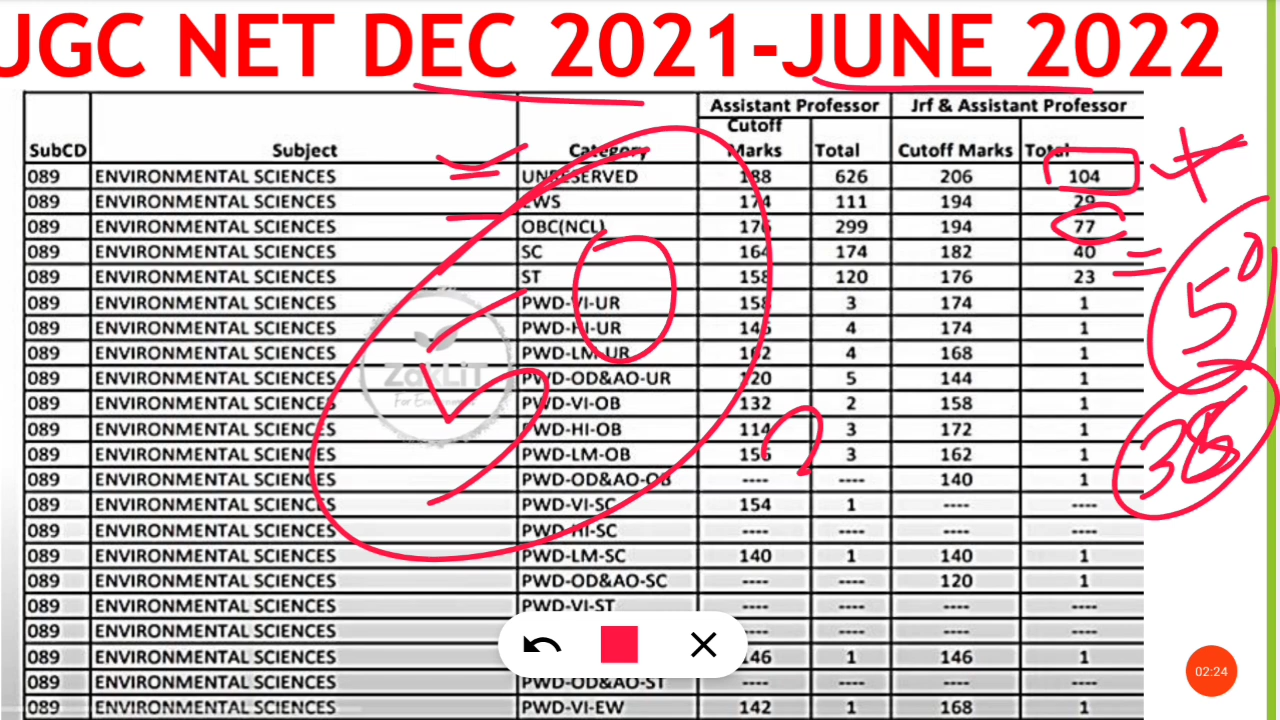 JGC NET DEC 2021-JUNE 2022
Assistant Professor Jrf & Assistant Professor
SubCD Subject Category Cutoff Marks Total Cutoff Marks Total
089 ENVIRONMENTAL SCIENCES UNRESERVED 188 626 206 104
089 ENVIRONMENTAL SCIENCES EWS 174 111 194 29
089 ENVIRONMENTAL SCIENCES OBC(NCL) 176 299 194 77
089 ENVIRONMENTAL SCIENCES SC 164 174 182 40
089 ENVIRONMENTAL SCIENCES ST 158 120 176 23
089 ENVIRONMENTAL SCIENCES PWD-VI-UR 158 3 174 1
089 ENVIRONMENTAL SCIENCES PWD-HI-UR 146 4 174 1
089 ENVIRONMENTAL SCIENCES PWD-LM-UR 162 4 168 1
089 ENVIRONMENTAL SCIENCES PWD-OD&AO-UR 120 5 144 1
089 ENVIRONMENTAL SCIENCES PWD-VI-OB 132 2 158 1
089 ENVIRONMENTAL SCIENCES PWD-HI-OB 114 3 172 1
089 ENVIRONMENTAL SCIENCES PWD-LM-OB 156 3 162 1
089 ENVIRONMENTAL SCIENCES PWD-OD&AO-OB ---- ---- 140 1
089 ENVIRONMENTAL SCIENCES PWD-VI-SC 154 1 ---- ----
089 ENVIRONMENTAL SCIENCES PWD-HI-SC ---- ---- ---- ----
089 ENVIRONMENTAL SCIENCES PWD-LM-SC 140 1 140 1
089 ENVIRONMENTAL SCIENCES PWD-OD&AO-SC ---- ---- 120 1
089 ENVIRONMENTAL SCIENCES PWD-VI-ST ---- ---- ---- ----
089 ENVIRONMENTAL SCIENCES ---- ---- ---- ----
089 ENVIRONMENTAL SCIENCES 146 1 146 1
089 ENVIRONMENTAL SCIENCES PWD-OD&AO-ST ---- ---- ---- ----
089 ENVIRONMENTAL SCIENCES PWD-VI-EW 142 1 168 1
ZoKLiT
50
02:24